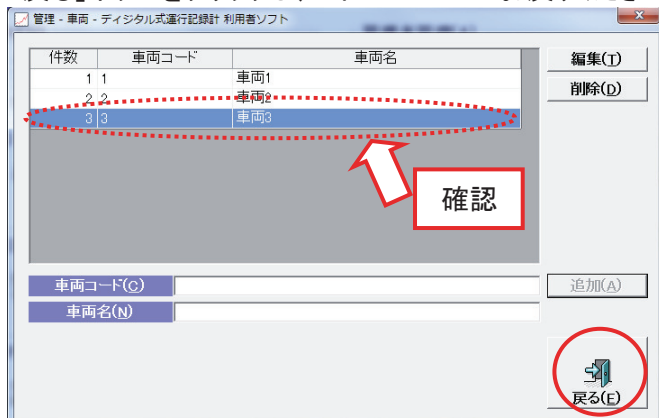 管理 - 車両 - ディジタル式運行記録計 利用者ソフト
件数 車両コード 車両名
1 1 車両1
2 2 車両2
3 3 車両3
編集(T)
削除(D)
確認
車両コード(C)
追加(A)
車両名(N)
戻る(E)